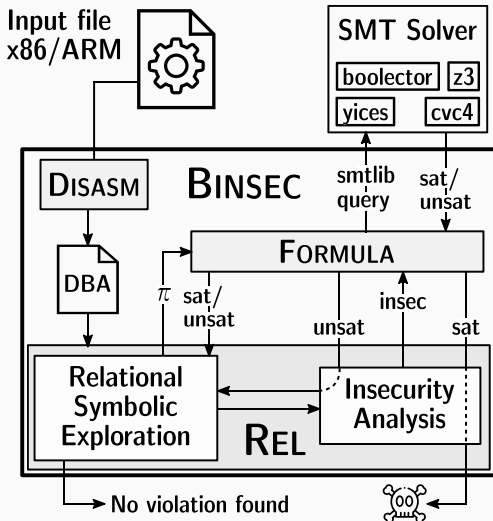 Input file
x86/ARM
SMT Solver
boolector
z3
yices
cvc4
DISASM
BINSEC
smtlib
query
sat/
unsat
FORMULA
DBA
π
sat/
unsat
unsat
insec
sat
Relational
Symbolic
Exploration
Insecurity
Analysis
REL
No violation found